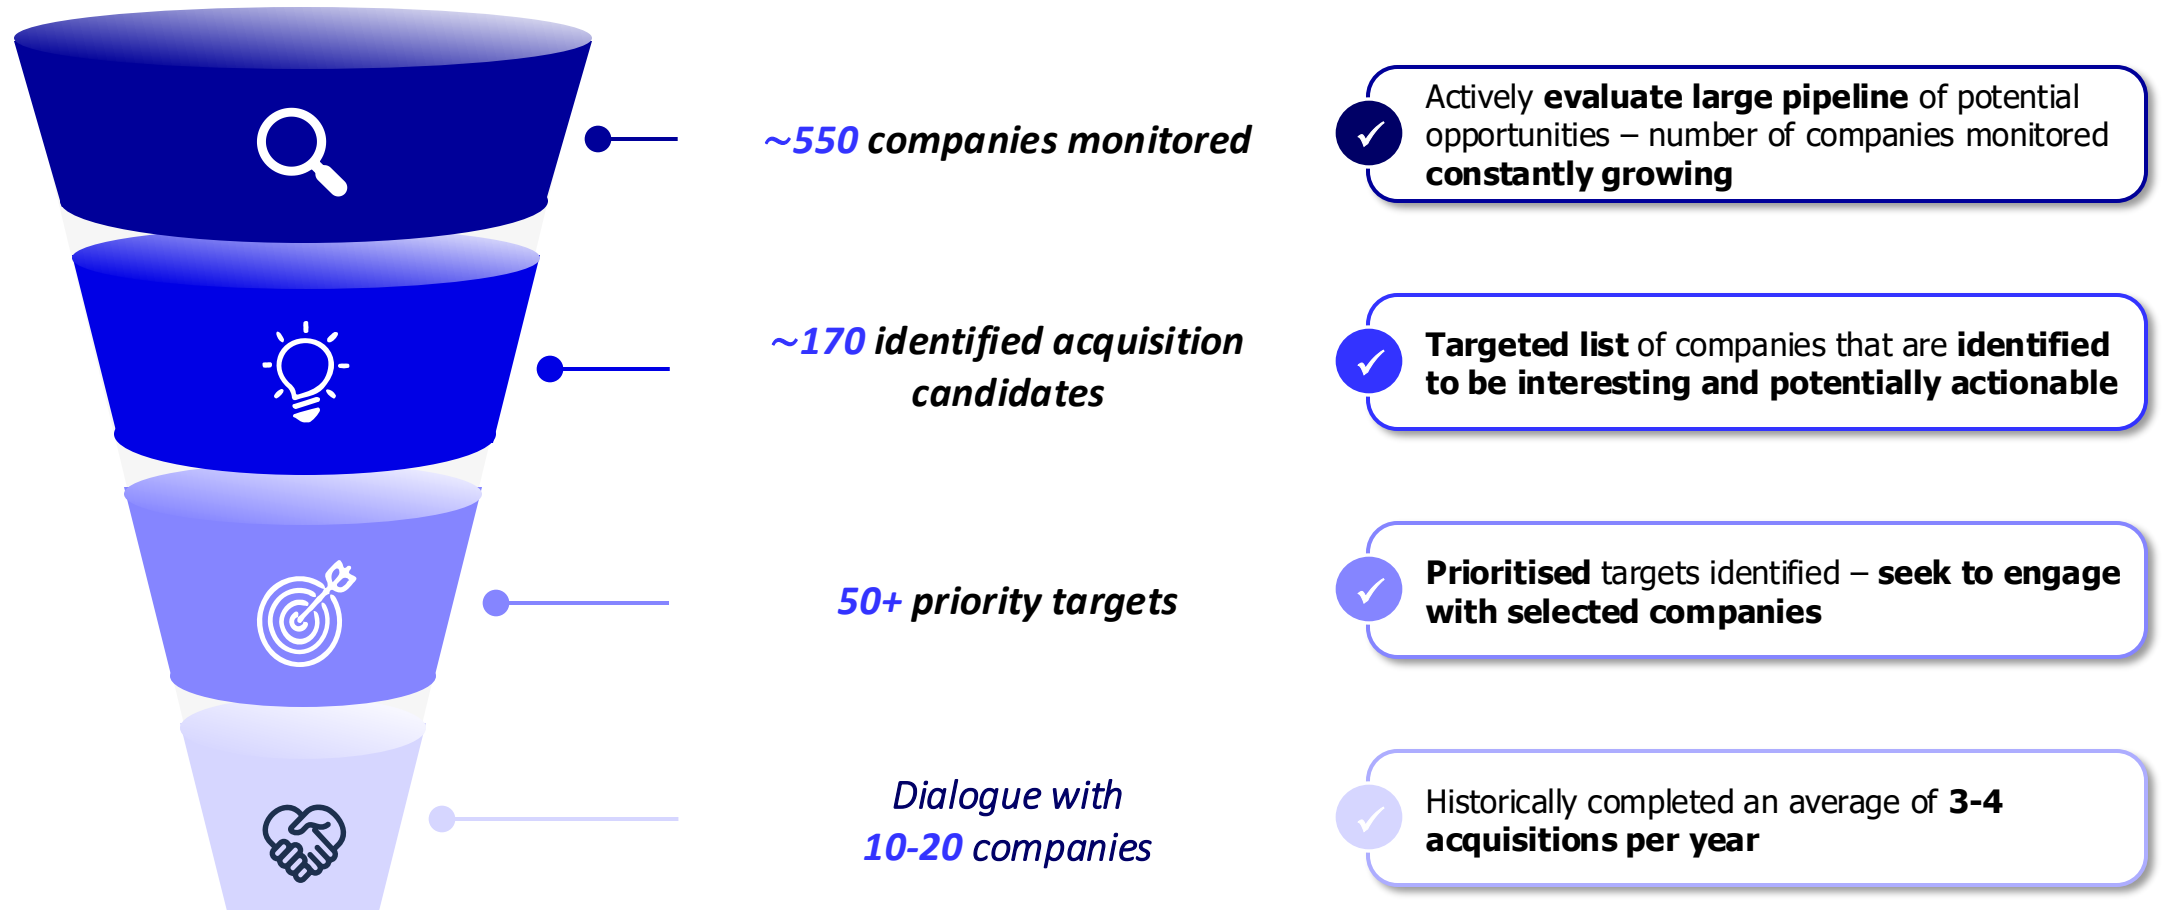 ~550 companies monitored
Actively evaluate large pipeline of potential
opportunities – number of companies monitored
constantly growing
~170 identified acquisition
candidates
Targeted list of companies that are identified
to be interesting and potentially actionable
50+ priority targets
Prioritised targets identified – seek to engage
with selected companies
Dialogue with
10-20 companies
Historically completed an average of 3-4
acquisitions per year